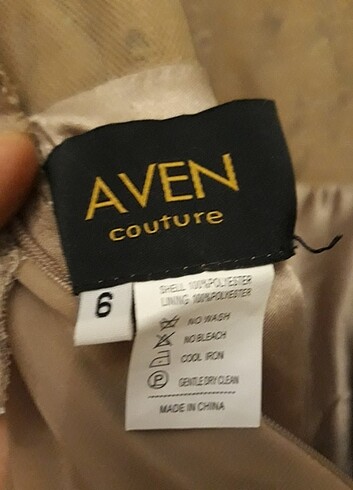 AVEN
couture
6
SHELL 100%POLYESTER
LINING 100%POLYESTER
NO WASH
NO BLEACH
COOL IRON
P
GENTLE DRY CLEAN
MADE IN CHINA